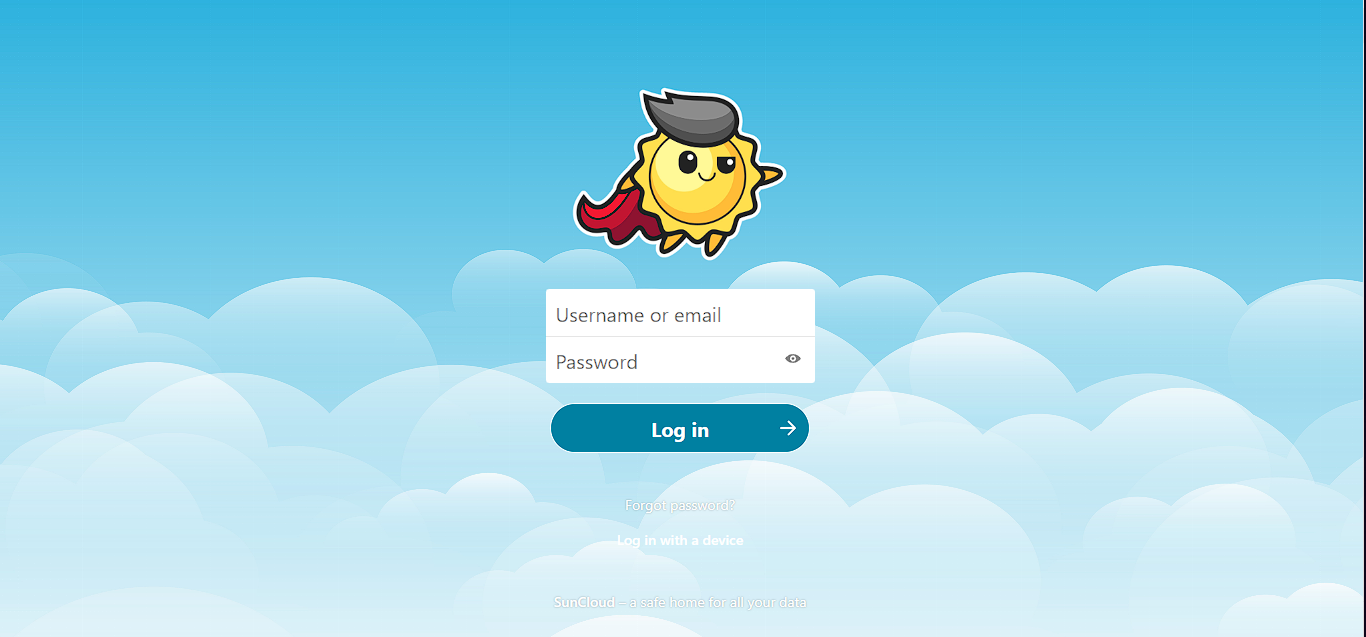 Username or email
Password
Log in
Forgot password?
Log in with a device
SunCloud – a safe home for all your data